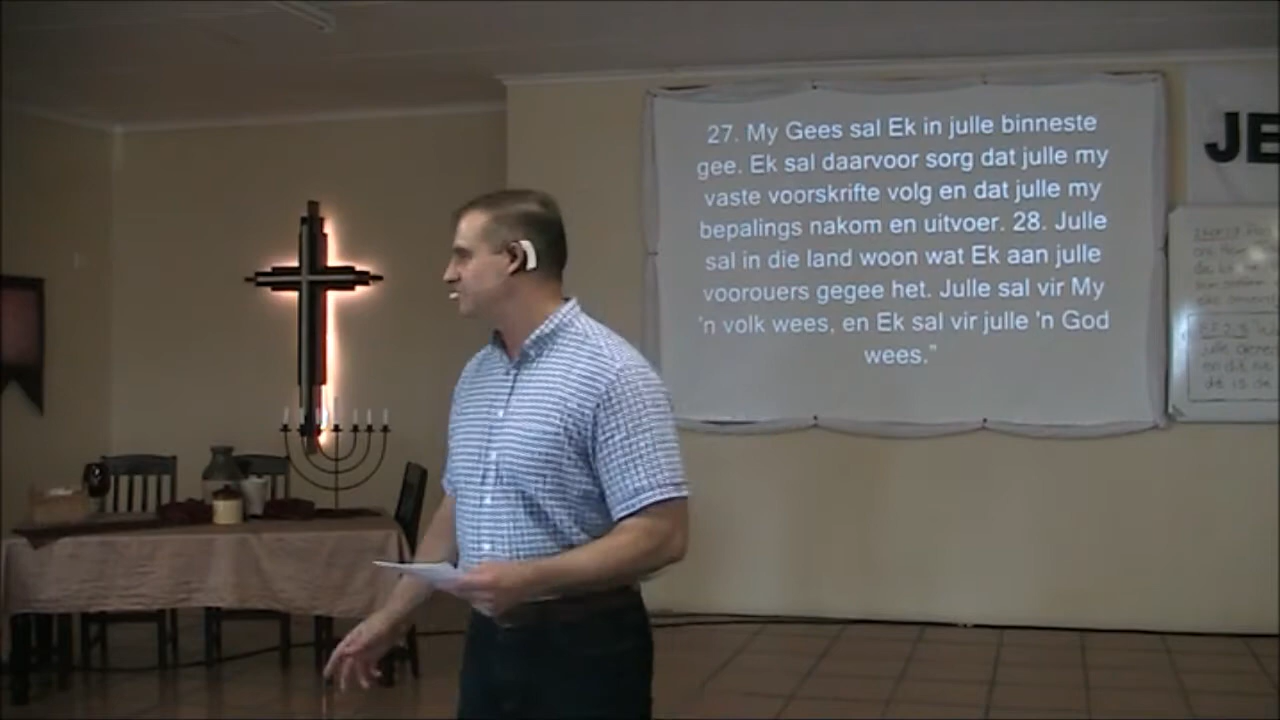 27. My Gees sal Ek in julle binneste
gee. Ek sal daarvoor sorg dat julle my
vaste voorskrifte volg en dat julle my
bepalings nakom en uitvoer. 28. Julle
sal in die land woon wat Ek aan julle
voorouers gegee het. Julle sal vir My
'n volk wees, en Ek sal vir julle 'n God
wees.”
JE